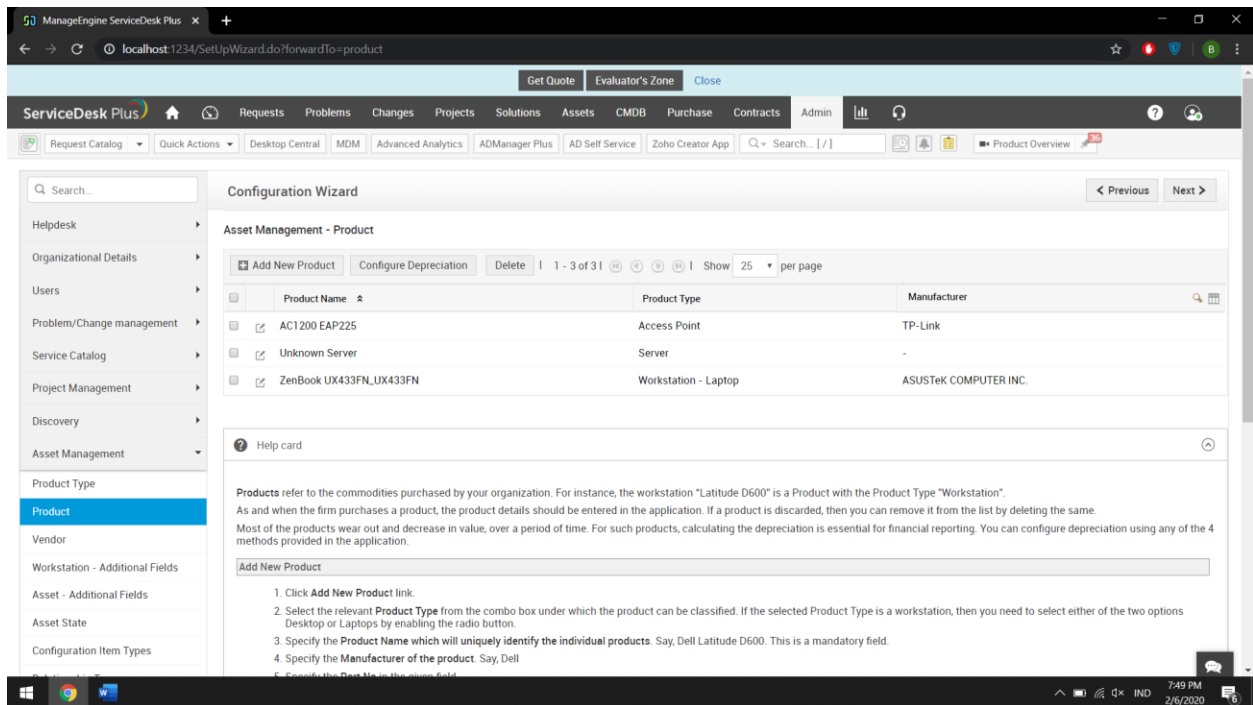 ManageEngine ServiceDesk Plus
localhost:1234/SetUpWizard.do?forwardTo=product
B
Get Quote Evaluator's Zone Close
ServiceDesk Plus Requests Problems Changes Projects Solutions Assets CMDB Purchase Contracts Admin
Request Catalog Quick Actions Desktop Central MDM Advanced Analytics ADManager Plus AD Self Service Zoho Creator App Search... [ / ] Product Overview 36
Search...
Helpdesk
Organizational Details
Users
Problem/Change management
Service Catalog
Project Management
Discovery
Asset Management
Product Type
Product
Vendor
Workstation - Additional Fields
Asset - Additional Fields
Asset State
Configuration Item Types
Configuration Wizard Previous Next
Asset Management - Product
Add New Product Configure Depreciation Delete | 1 - 3 of 3 | Show 25 per page
Product Name Product Type Manufacturer
AC1200 EAP225 Access Point TP-Link
Unknown Server Server -
ZenBook UX433FN_UX433FN Workstation - Laptop ASUSTeK COMPUTER INC.
Help card
Products refer to the commodities purchased by your organization. For instance, the workstation "Latitude D600" is a Product with the Product Type "Workstation".
As and when the firm purchases a product, the product details should be entered in the application. If a product is discarded, then you can remove it from the list by deleting the same.
Most of the products wear out and decrease in value, over a period of time. For such products, calculating the depreciation is essential for financial reporting. You can configure depreciation using any of the 4
methods provided in the application.
Add New Product
1. Click Add New Product link.
2. Select the relevant Product Type from the combo box under which the product can be classified. If the selected Product Type is a workstation, then you need to select either of the two options
Desktop or Laptops by enabling the radio button.
3. Specify the Product Name which will uniquely identify the individual products. Say, Dell Latitude D600. This is a mandatory field.
4. Specify the Manufacturer of the product. Say, Dell
5. Specify the Part No in the given field
IND 7:49 PM
2/6/2020 6